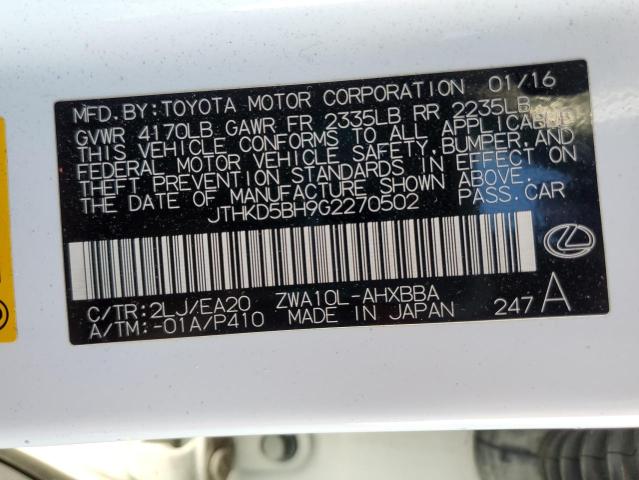 MFD. BY: TOYOTA MOTOR CORPORATION 01/16
GVWR 4170LB GAWR FR 2335LB RR 2235LB
THIS VEHICLE CONFORMS TO ALL APPLICABLE
FEDERAL MOTOR VEHICLE SAFETY, BUMPER, AND
THEFT PREVENTION STANDARDS IN EFFECT ON
THE DATE OF MANUFACTURE SHOWN ABOVE.
JTHKD5BH9G2270502 PASS. CAR
C/TR: 2LJ/EA20 ZWA10L-AHXBBA
A/TM: -01A/P410 MADE IN JAPAN 247 A